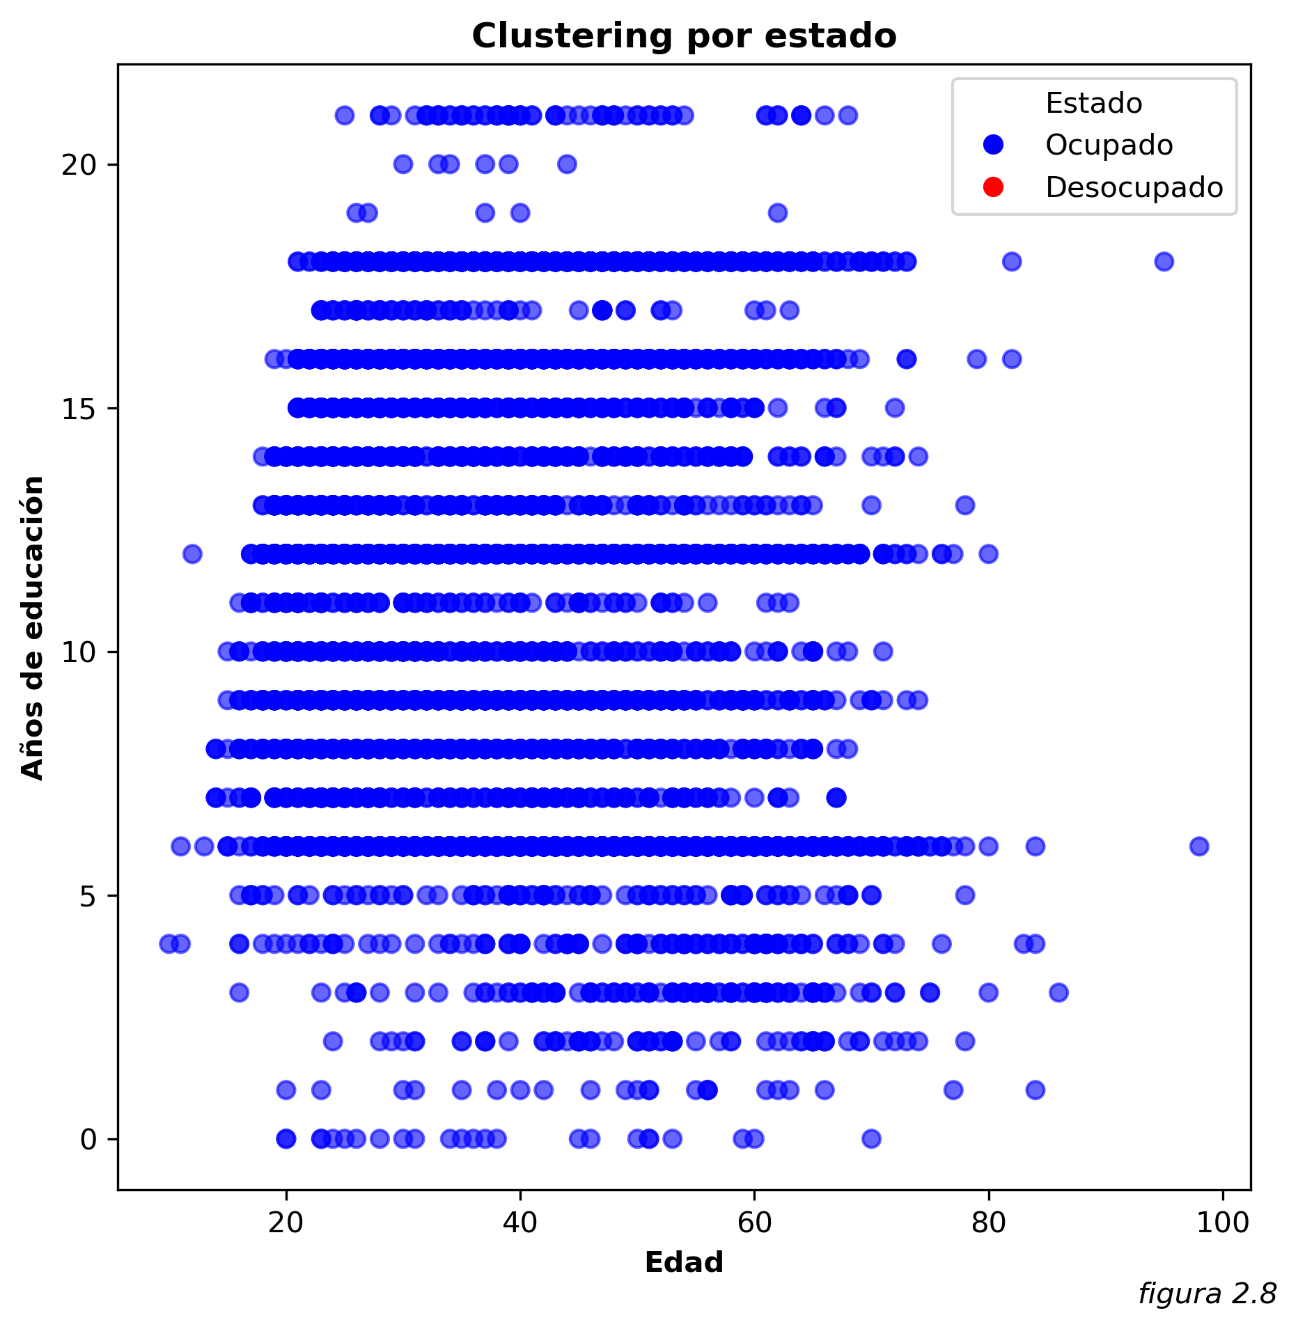 Clustering por estado
Estado
Ocupado
Desocupado
20
15
10
5
0
Años de educación
20 40 60 80 100
Edad
figura 2.8